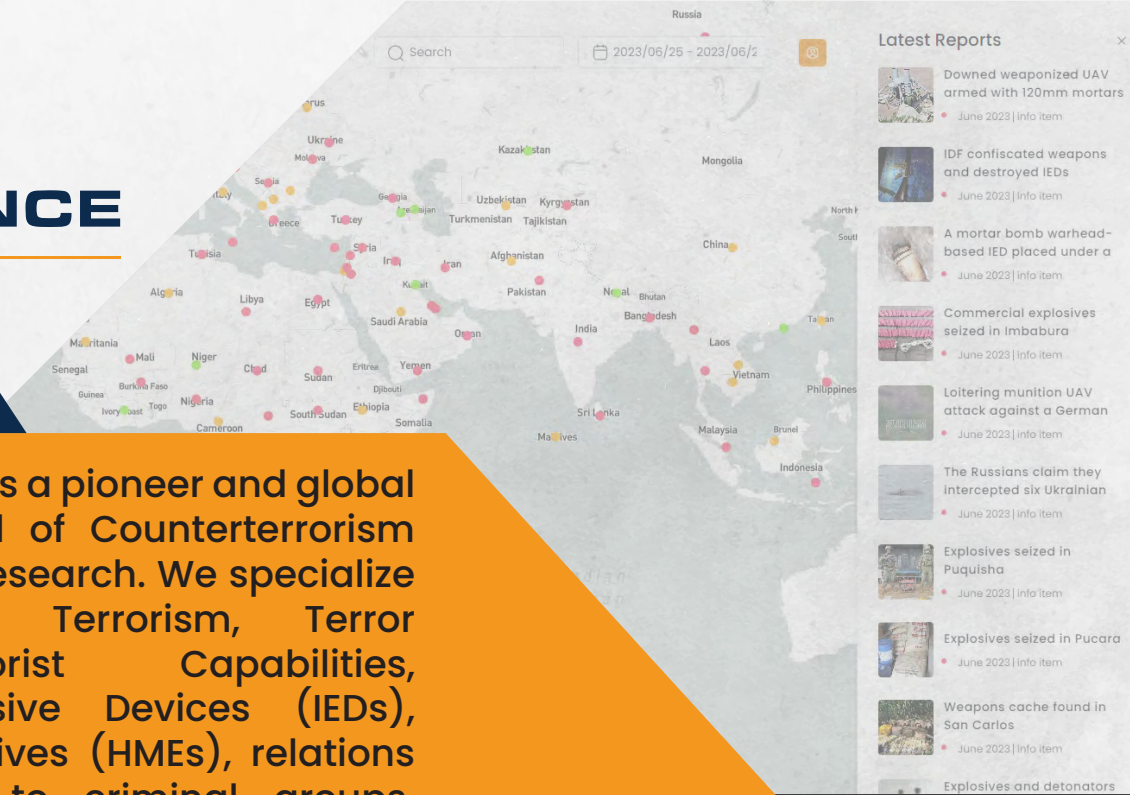 Russia
Search
2023/06/25 - 2023/06/2
Latest Reports
Downed weaponized UAV
armed with 120mm mortars
June 2023 | info item
IDF confiscated weapons
and destroyed IEDs
June 2023 | info item
A mortar bomb warhead-
based IED placed under a
June 2023 | info item
Commercial explosives
seized in Imbabura
June 2023 | info item
Loitering munition UAV
attack against a German
June 2023 | info item
The Russians claim they
intercepted six Ukrainian
June 2023 | info item
Explosives seized in
Puquisha
June 2023 | info item
Explosives seized in Pucara
June 2023 | info item
Weapons cache found in
San Carlos
June 2023 | info item
Explosives and detonators
rus
Ukraine
Moldova
Kazakhstan
Mongolia
Serbia
Italy
Georgia
Azerbaijan
Uzbekistan
Kyrgyzstan
Greece
Turkey
Turkmenistan
Tajikistan
North K
South
China
Tunisia
Syria
Iraq
Iran
Afghanistan
Algeria
Libya
Egypt
Kuwait
Pakistan
Nepal
Bhutan
Saudi Arabia
Bangladesh
Taiwan
Oman
India
Mauritania
Mali
Niger
Laos
Senegal
Chad
Sudan
Eritrea
Yemen
Vietnam
Guinea
Burkina Faso
Djibouti
Philippines
Ivory Coast
Togo
Nigeria
South Sudan
Ethiopia
Sri Lanka
Cameroon
Somalia
Maldives
Malaysia
Brunei
Indonesia
NCE
s a pioneer and global
of Counterterrorism
esearch. We specialize
Terrorism, Terror
orist Capabilities,
sive Devices (IEDs),
ives (HMEs), relations
to criminal groups,